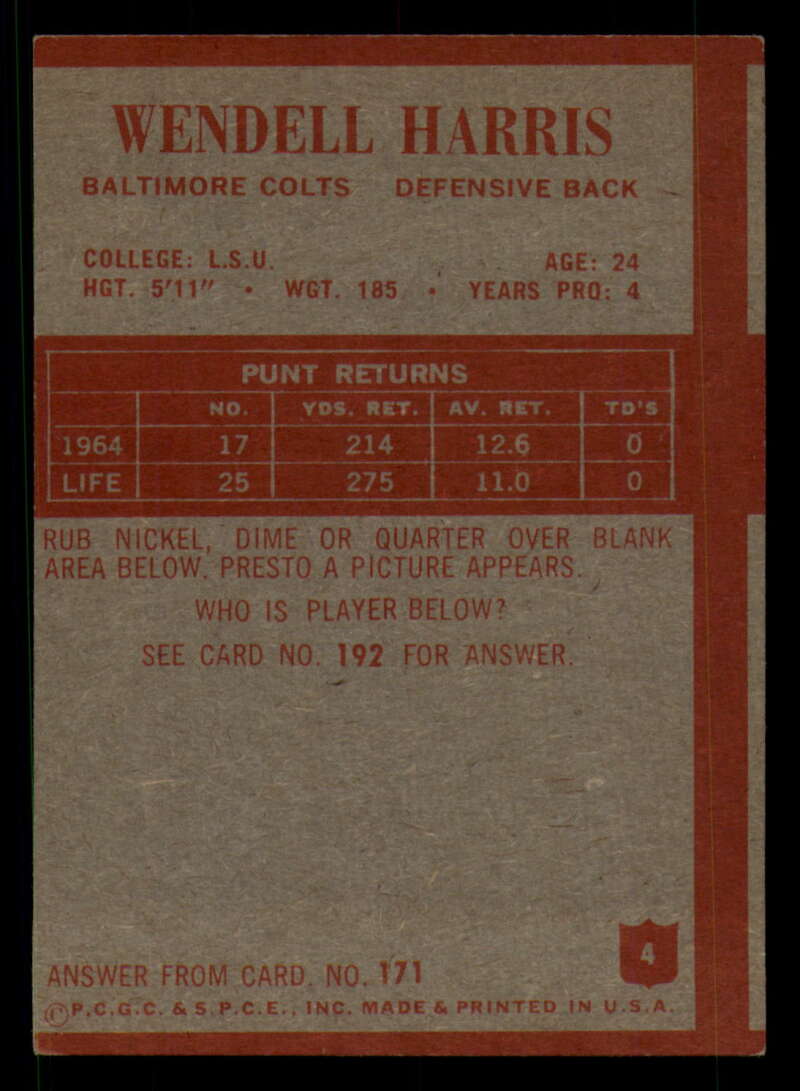 WENDELL HARRIS
BALTIMORE COLTS DEFENSIVE BACK
COLLEGE: L.S.U. AGE: 24
HGT. 5'11" • WGT. 185 • YEARS PRO: 4
PUNT RETURNS
NO. YDS. RET. AV. RET. TD'S
1964 17 214 12.6 0
LIFE 25 275 11.0 0
RUB NICKEL, DIME OR QUARTER OVER BLANK
AREA BELOW. PRESTO A PICTURE APPEARS.
WHO IS PLAYER BELOW?
SEE CARD NO. 192 FOR ANSWER.
4
ANSWER FROM CARD. NO. 171
©P.C.G.C. & S.P.C.E., INC. MADE & PRINTED IN U.S.A.